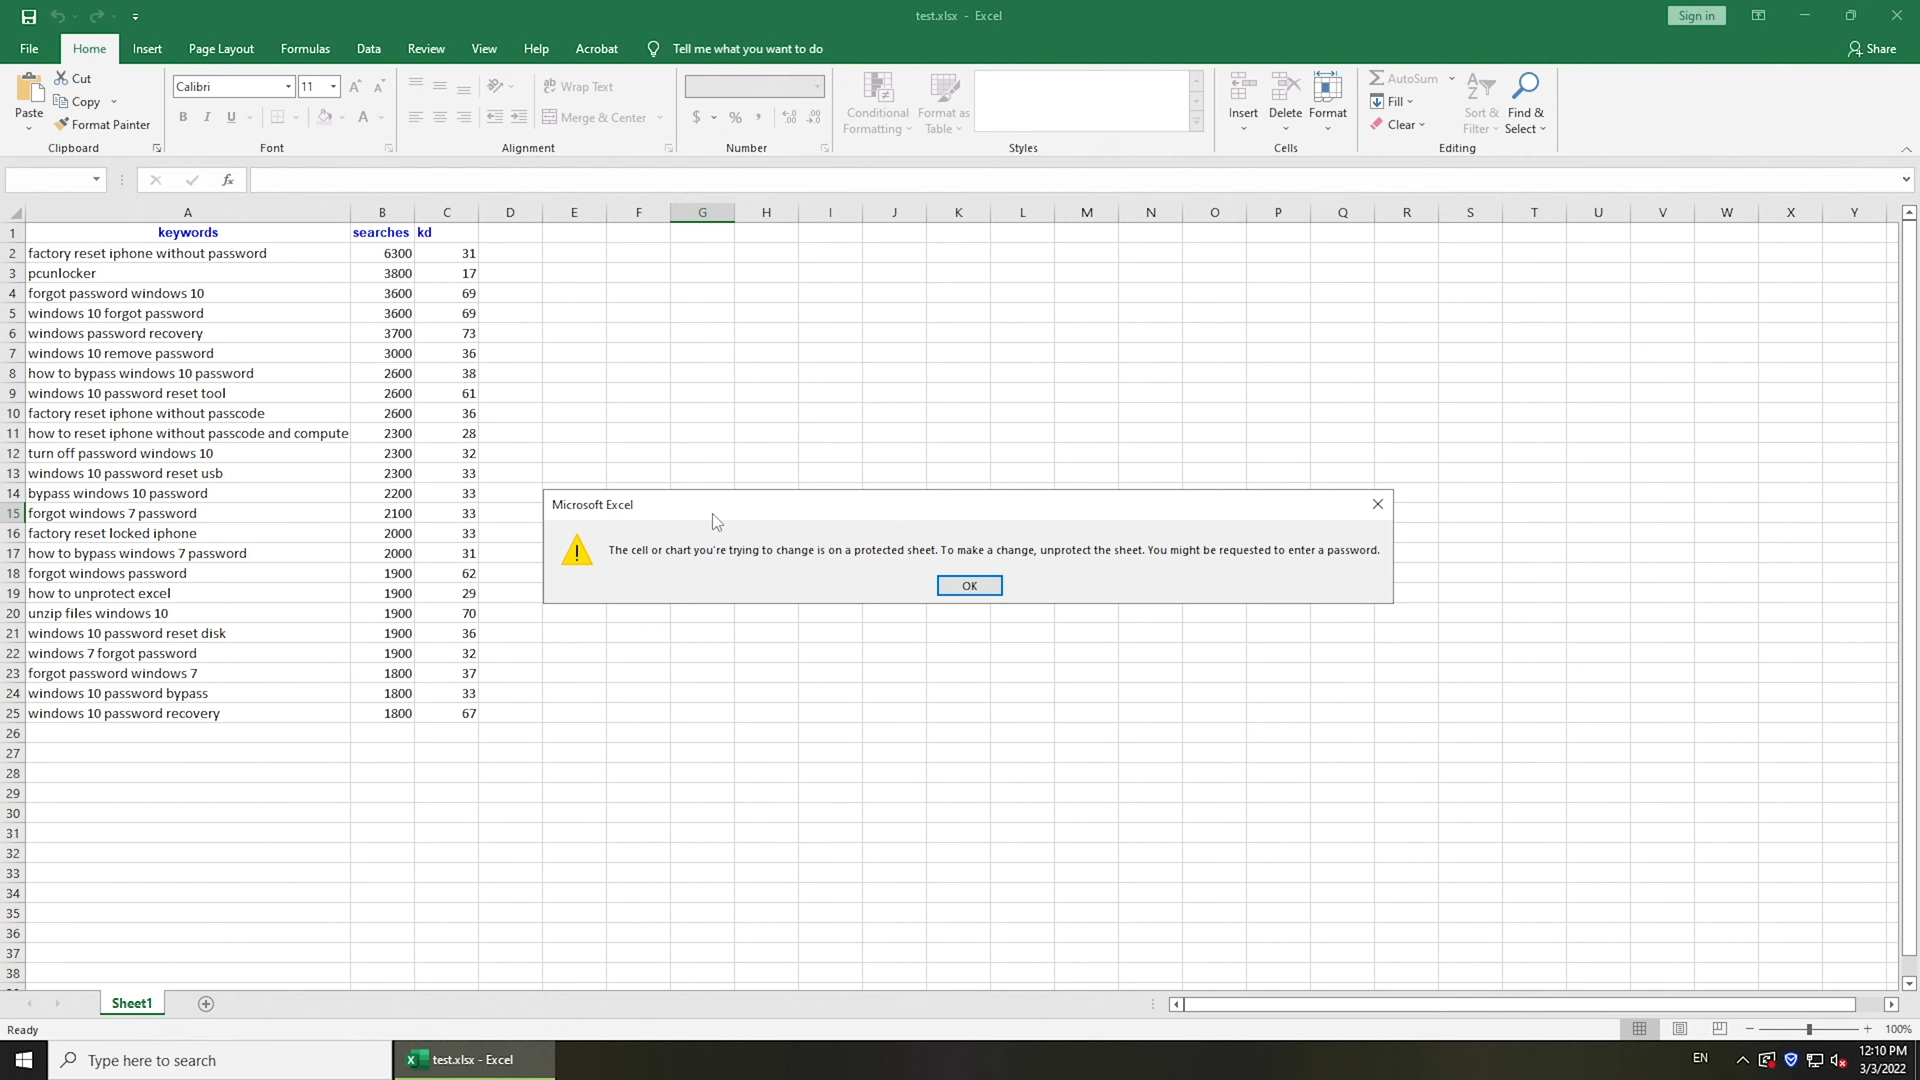 test.xlsx - Excel
Sign in
File Home Insert Page Layout Formulas Data Review View Help Acrobat Tell me what you want to do Share
Cut
Copy
Format Painter
Paste
Clipboard
Calibri 11 A A
B I U A
Font
Wrap Text
Merge & Center
Alignment
$ % ,
Number
Conditional Formatting
Format as Table
Styles
Insert Delete Format
Cells
AutoSum
Fill
Clear
Sort & Filter
Find & Select
Editing
fx
A B C D E F G H I J K L M N O P Q R S T U V W X Y
1 keywords searches kd
2 factory reset iphone without password 6300 31
3 pcunlocker 3800 17
4 forgot password windows 10 3600 69
5 windows 10 forgot password 3600 69
6 windows password recovery 3700 73
7 windows 10 remove password 3000 36
8 how to bypass windows 10 password 2600 38
9 windows 10 password reset tool 2600 61
10 factory reset iphone without passcode 2600 36
11 how to reset iphone without passcode and compute 2300 28
12 turn off password windows 10 2300 32
13 windows 10 password reset usb 2300 33
14 bypass windows 10 password 2200 33
15 forgot windows 7 password 2100 33
16 factory reset locked iphone 2000 33
17 how to bypass windows 7 password 2000 31
18 forgot windows password 1900 62
19 how to unprotect excel 1900 29
20 unzip files windows 10 1900 70
21 windows 10 password reset disk 1900 36
22 windows 7 forgot password 1900 32
23 forgot password windows 7 1800 37
24 windows 10 password bypass 1800 33
25 windows 10 password recovery 1800 67
26
27
28
29
30
31
32
33
34
35
36
37
38
Microsoft Excel
The cell or chart you're trying to change is on a protected sheet. To make a change, unprotect the sheet. You might be requested to enter a password.
OK
Sheet1
Ready
100%
Type here to search
test.xlsx - Excel
EN
12:10 PM
3/3/2022